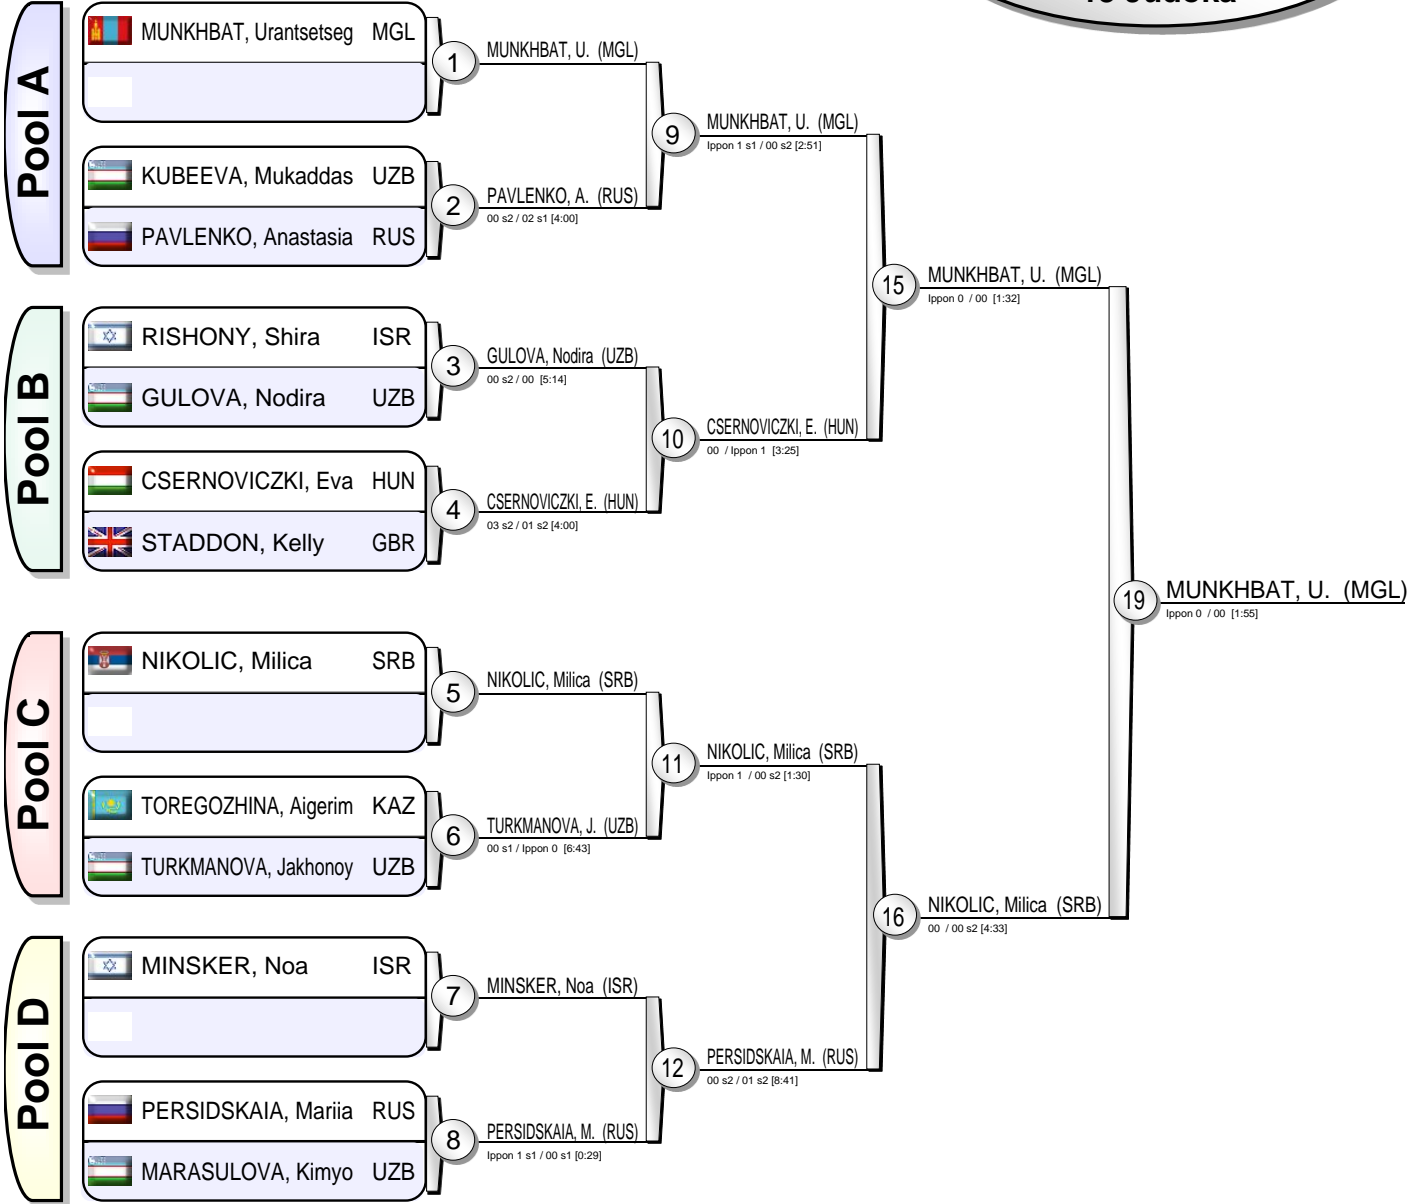 13 Judoka
Pool A
MUNKHBAT, Urantsetseg MGL
KUBEEVA, Mukaddas UZB
PAVLENKO, Anastasia RUS
Pool B
RISHONY, Shira ISR
GULOVA, Nodira UZB
CSERNOVICZKI, Eva HUN
STADDON, Kelly GBR
Pool C
NIKOLIC, Milica SRB
TOREGOZHINA, Aigerim KAZ
TURKMANOVA, Jakhonoy UZB
Pool D
MINSKER, Noa ISR
PERSIDSKAIA, Mariia RUS
MARASULOVA, Kimyo UZB
1
MUNKHBAT, U. (MGL)
2
PAVLENKO, A. (RUS)
00 s2 / 02 s1 [4:00]
3
GULOVA, Nodira (UZB)
00 s2 / 00 [5:14]
4
CSERNOVICZKI, E. (HUN)
03 s2 / 01 s2 [4:00]
5
NIKOLIC, Milica (SRB)
6
TURKMANOVA, J. (UZB)
00 s1 / Ippon 0 [6:43]
7
MINSKER, Noa (ISR)
8
PERSIDSKAIA, M. (RUS)
Ippon 1 s1 / 00 s1 [0:29]
9
MUNKHBAT, U. (MGL)
Ippon 1 s1 / 00 s2 [2:51]
10
CSERNOVICZKI, E. (HUN)
00 / Ippon 1 [3:25]
11
NIKOLIC, Milica (SRB)
Ippon 1 / 00 s2 [1:30]
12
PERSIDSKAIA, M. (RUS)
00 s2 / 01 s2 [8:41]
15
MUNKHBAT, U. (MGL)
Ippon 0 / 00 [1:32]
16
NIKOLIC, Milica (SRB)
00 / 00 s2 [4:33]
19
MUNKHBAT, U. (MGL)
Ippon 0 / 00 [1:55]